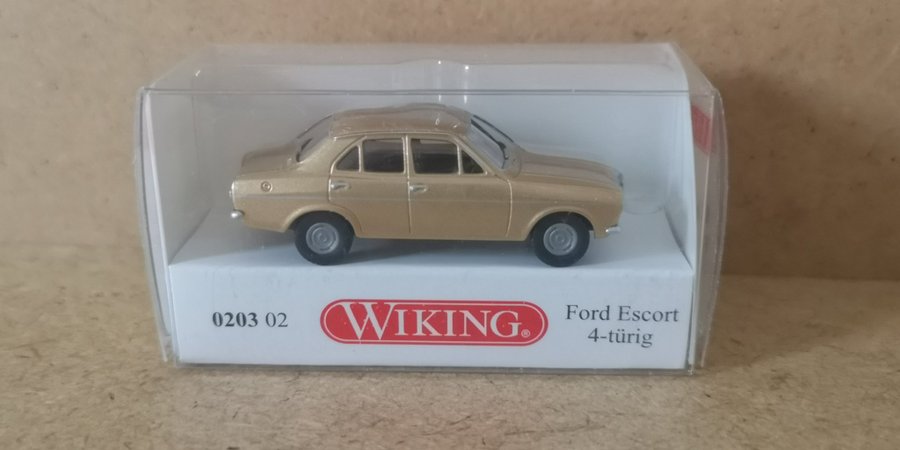 0203 02
WIKING®
Ford Escort
4-türig